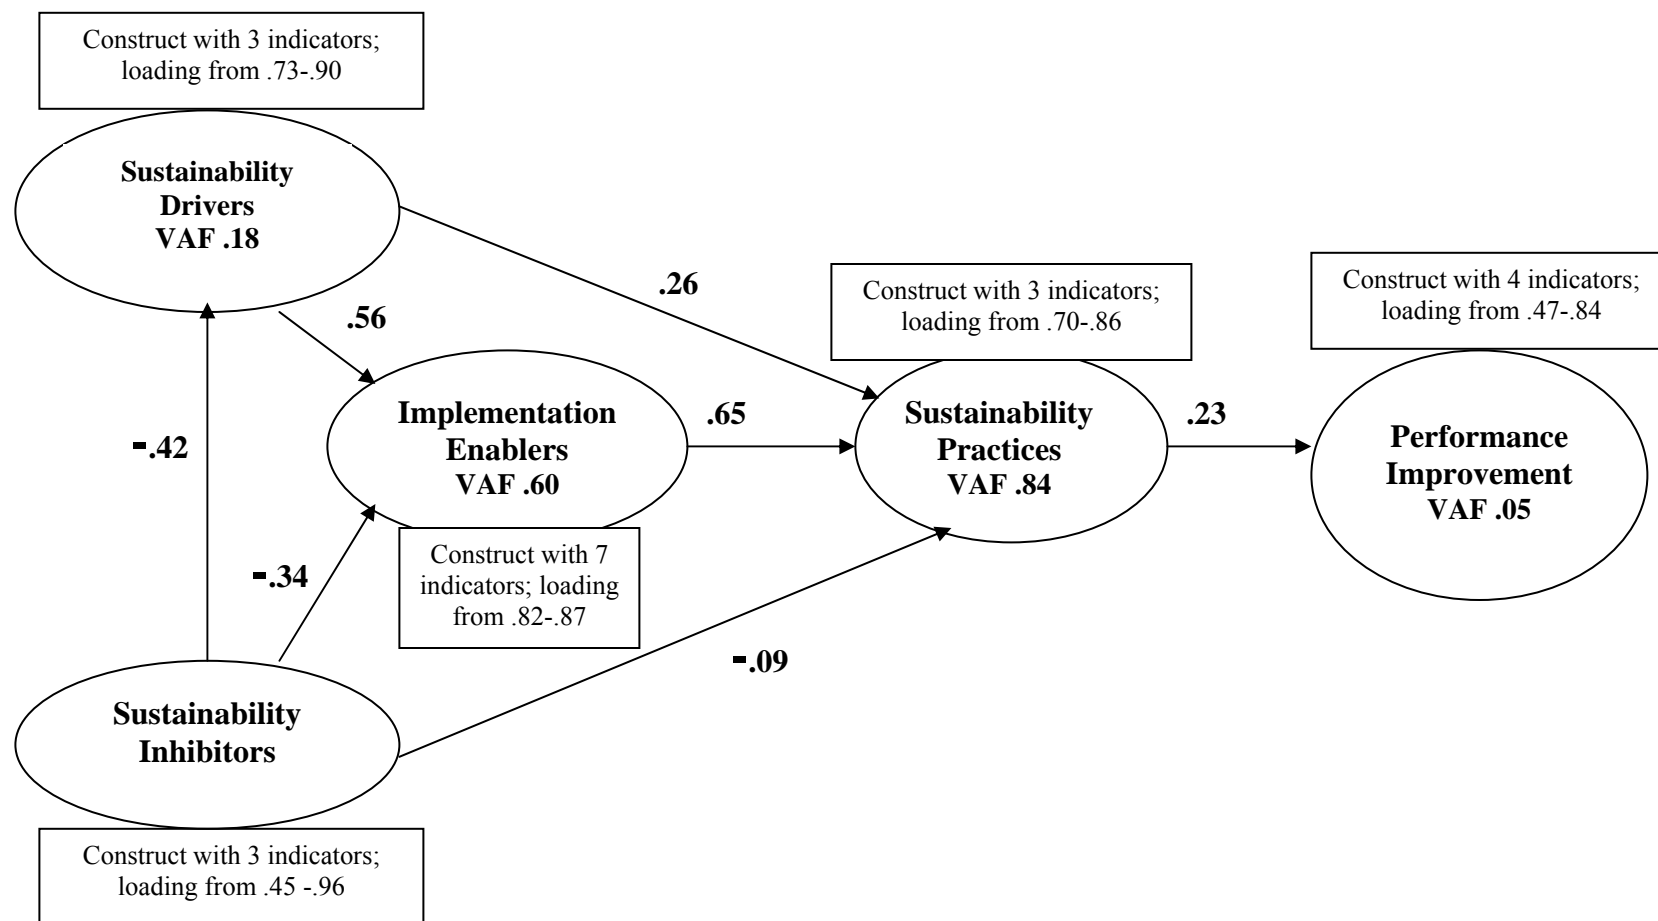 Construct with 3 indicators;
loading from .73-.90
Sustainability
Drivers
VAF .18
.26
Construct with 3 indicators;
loading from .70-.86
Construct with 4 indicators;
loading from .47-.84
.56
Implementation
Enablers
VAF .60
.65
Sustainability
Practices
VAF .84
.23
Performance
Improvement
VAF .05
-.42
-.34
Construct with 7
indicators; loading
from .82-.87
-.09
Sustainability
Inhibitors
Construct with 3 indicators;
loading from .45 -.96